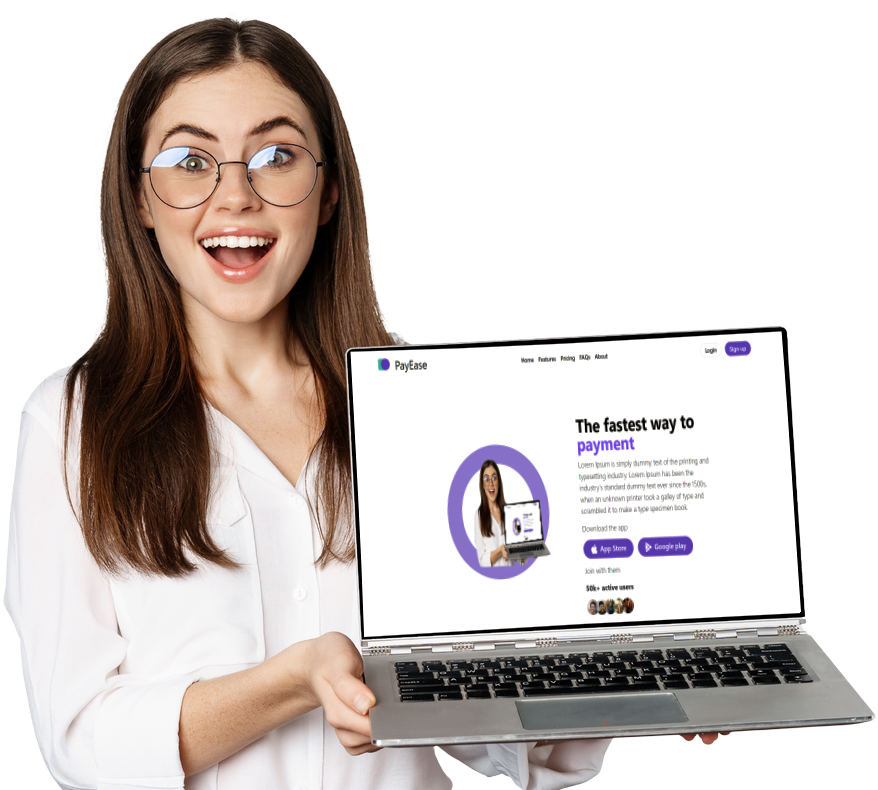 PayEase
Home Features Pricing FAQs About
Login Sign up
The fastest way to
payment
Lorem Ipsum is simply dummy text of the printing and
typesetting industry. Lorem Ipsum has been the
industry's standard dummy text ever since the 1500s,
when an unknown printer took a galley of type and
scrambled it to make a type specimen book.
Download the app
App Store Google play
Join with them
50k+ active users